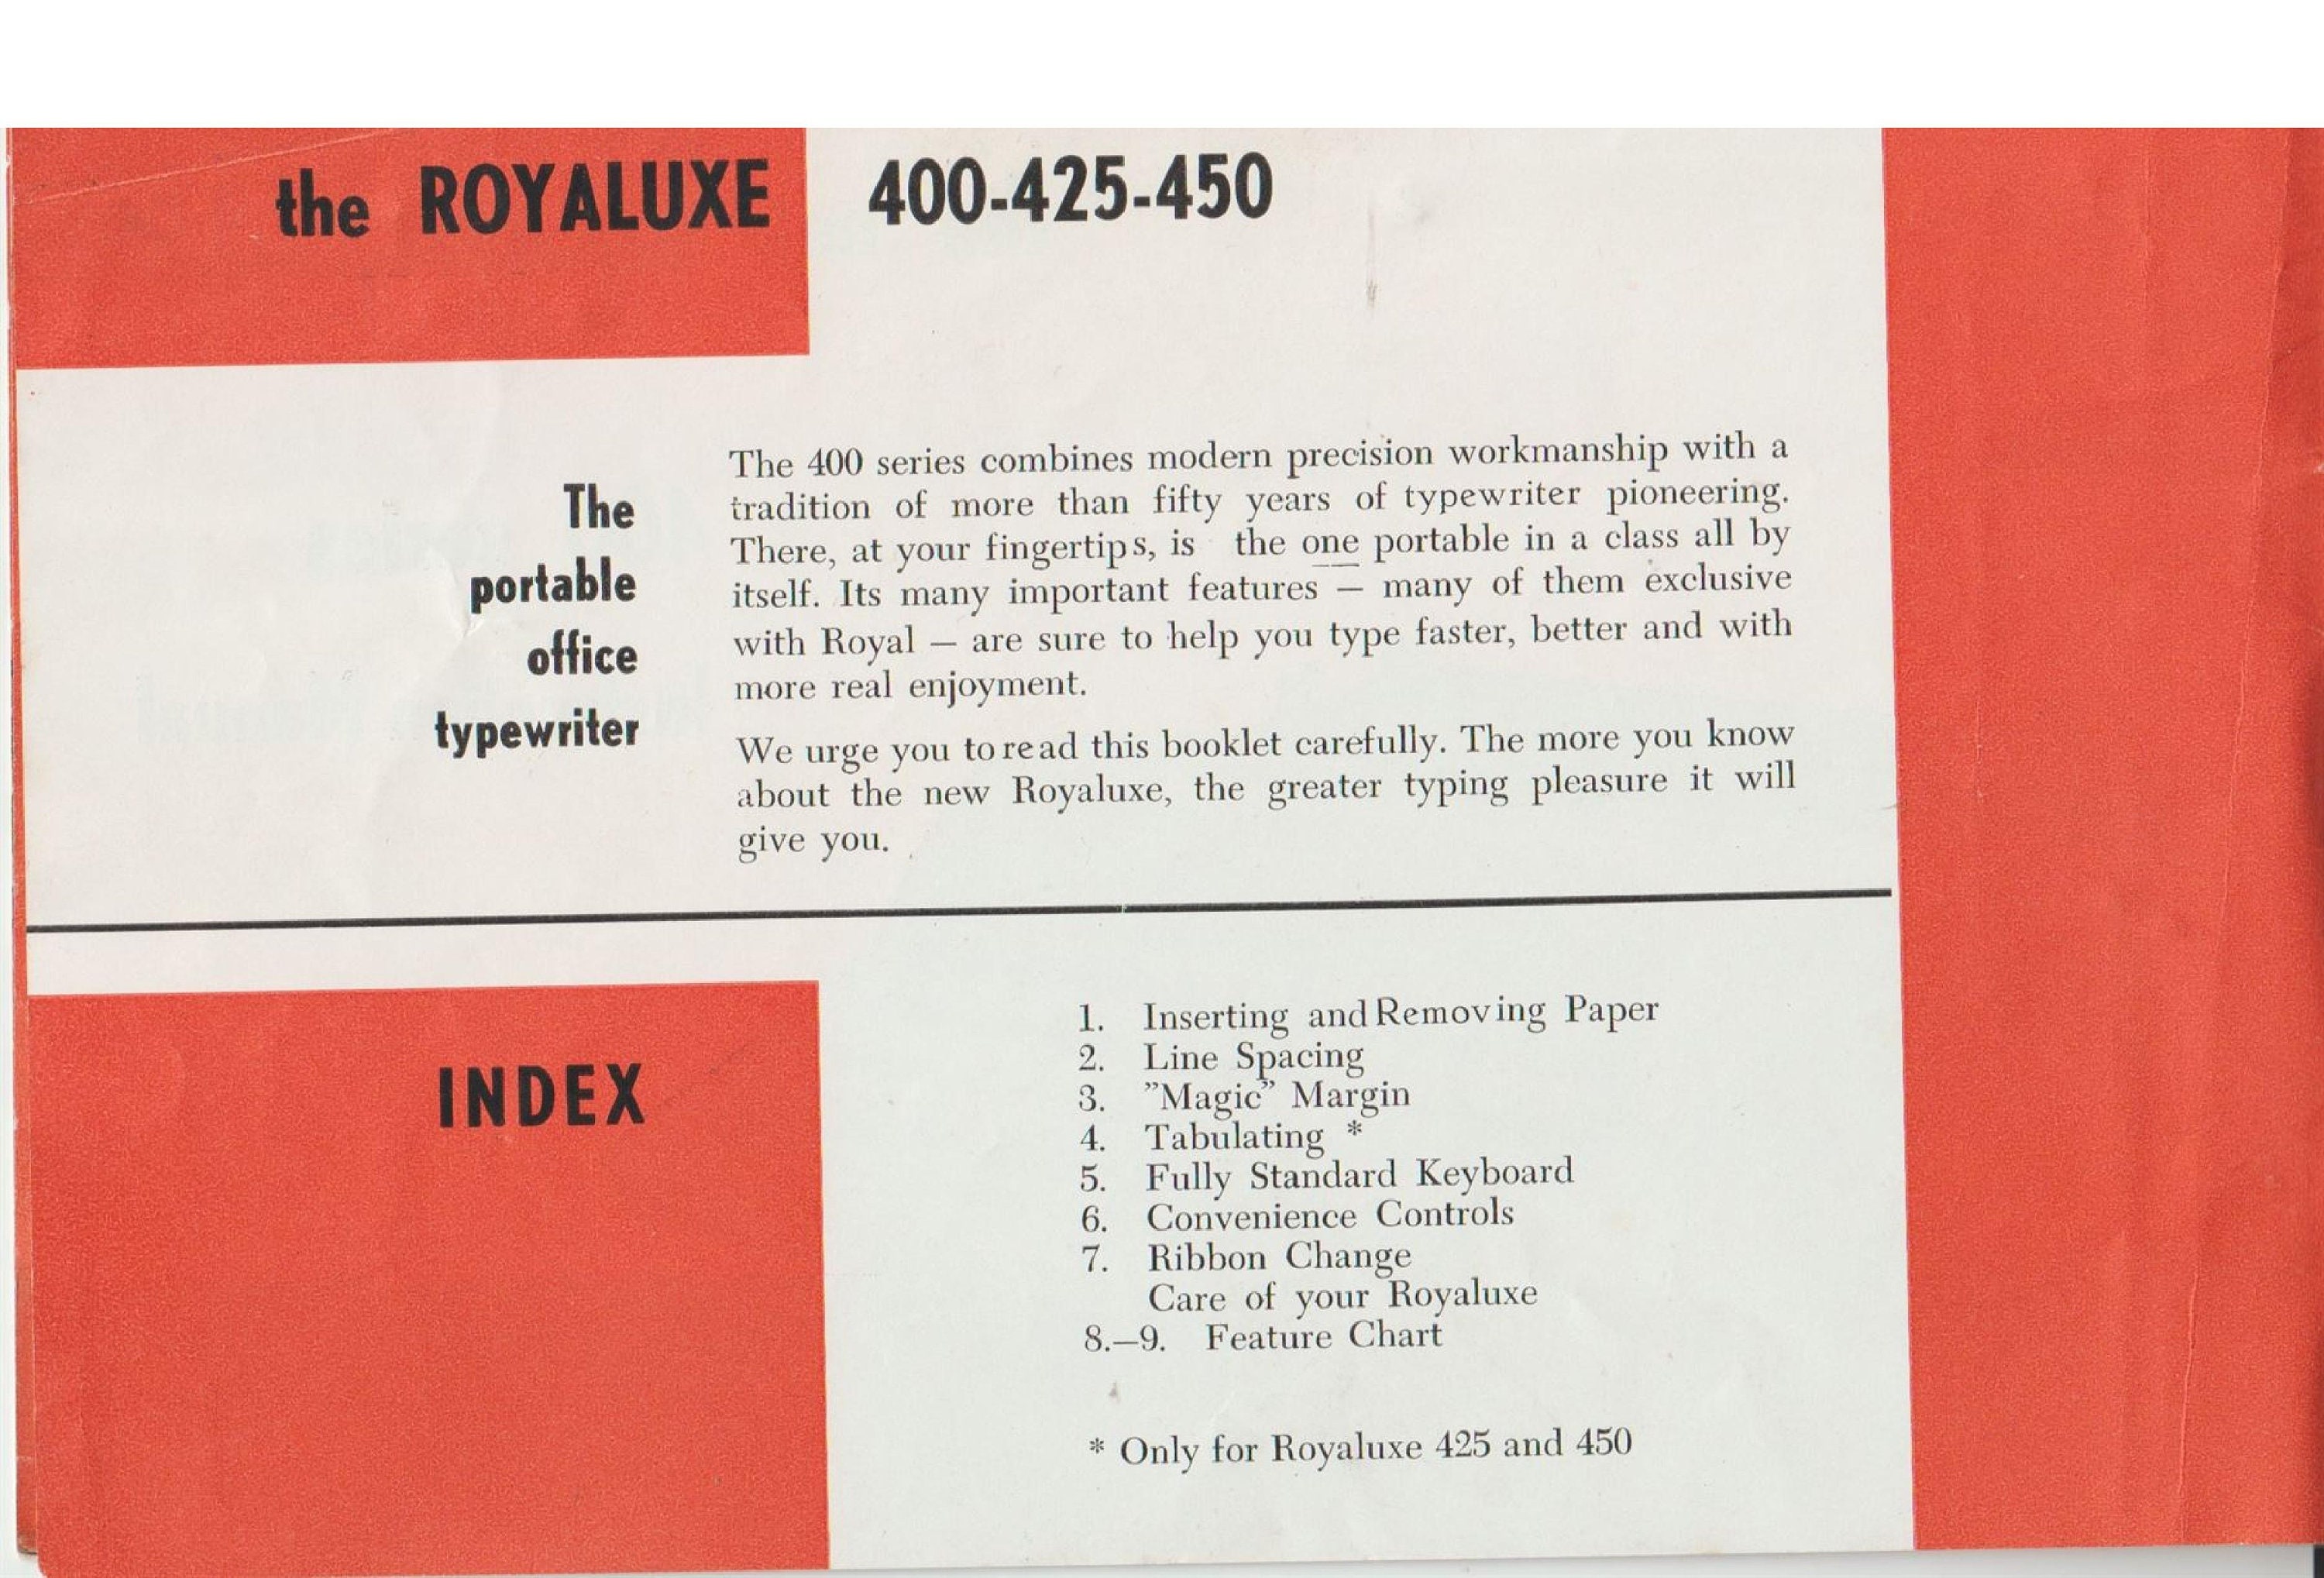 the ROYALUXE 400-425-450
The
portable
office
typewriter
The 400 series combines modern precision workmanship with a
tradition of more than fifty years of typewriter pioneering.
There, at your fingertips, is the one portable in a class all by
itself. Its many important features — many of them exclusive
with Royal — are sure to help you type faster, better and with
more real enjoyment.
We urge you to read this booklet carefully. The more you know
about the new Royaluxe, the greater typing pleasure it will
give you.
INDEX
1. Inserting and Removing Paper
2. Line Spacing
3. ”Magic” Margin
4. Tabulating *
5. Fully Standard Keyboard
6. Convenience Controls
7. Ribbon Change
Care of your Royaluxe
8.—9. Feature Chart
* Only for Royaluxe 425 and 450